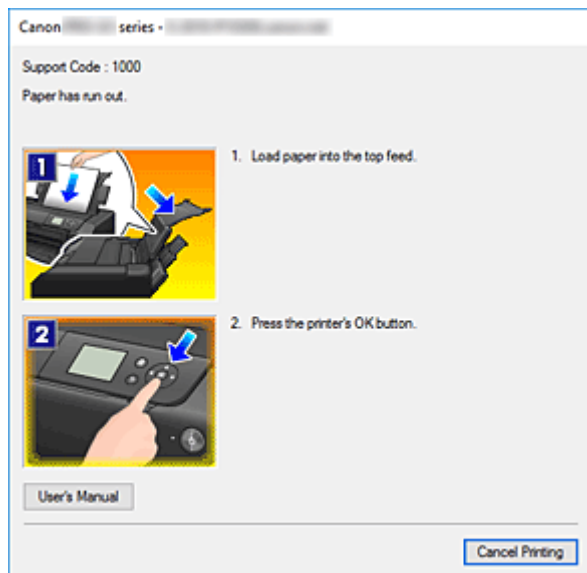 Canon series -
Support Code : 1000
Paper has run out.
1
1. Load paper into the top feed.
2
2. Press the printer's OK button.
User's Manual
Cancel Printing